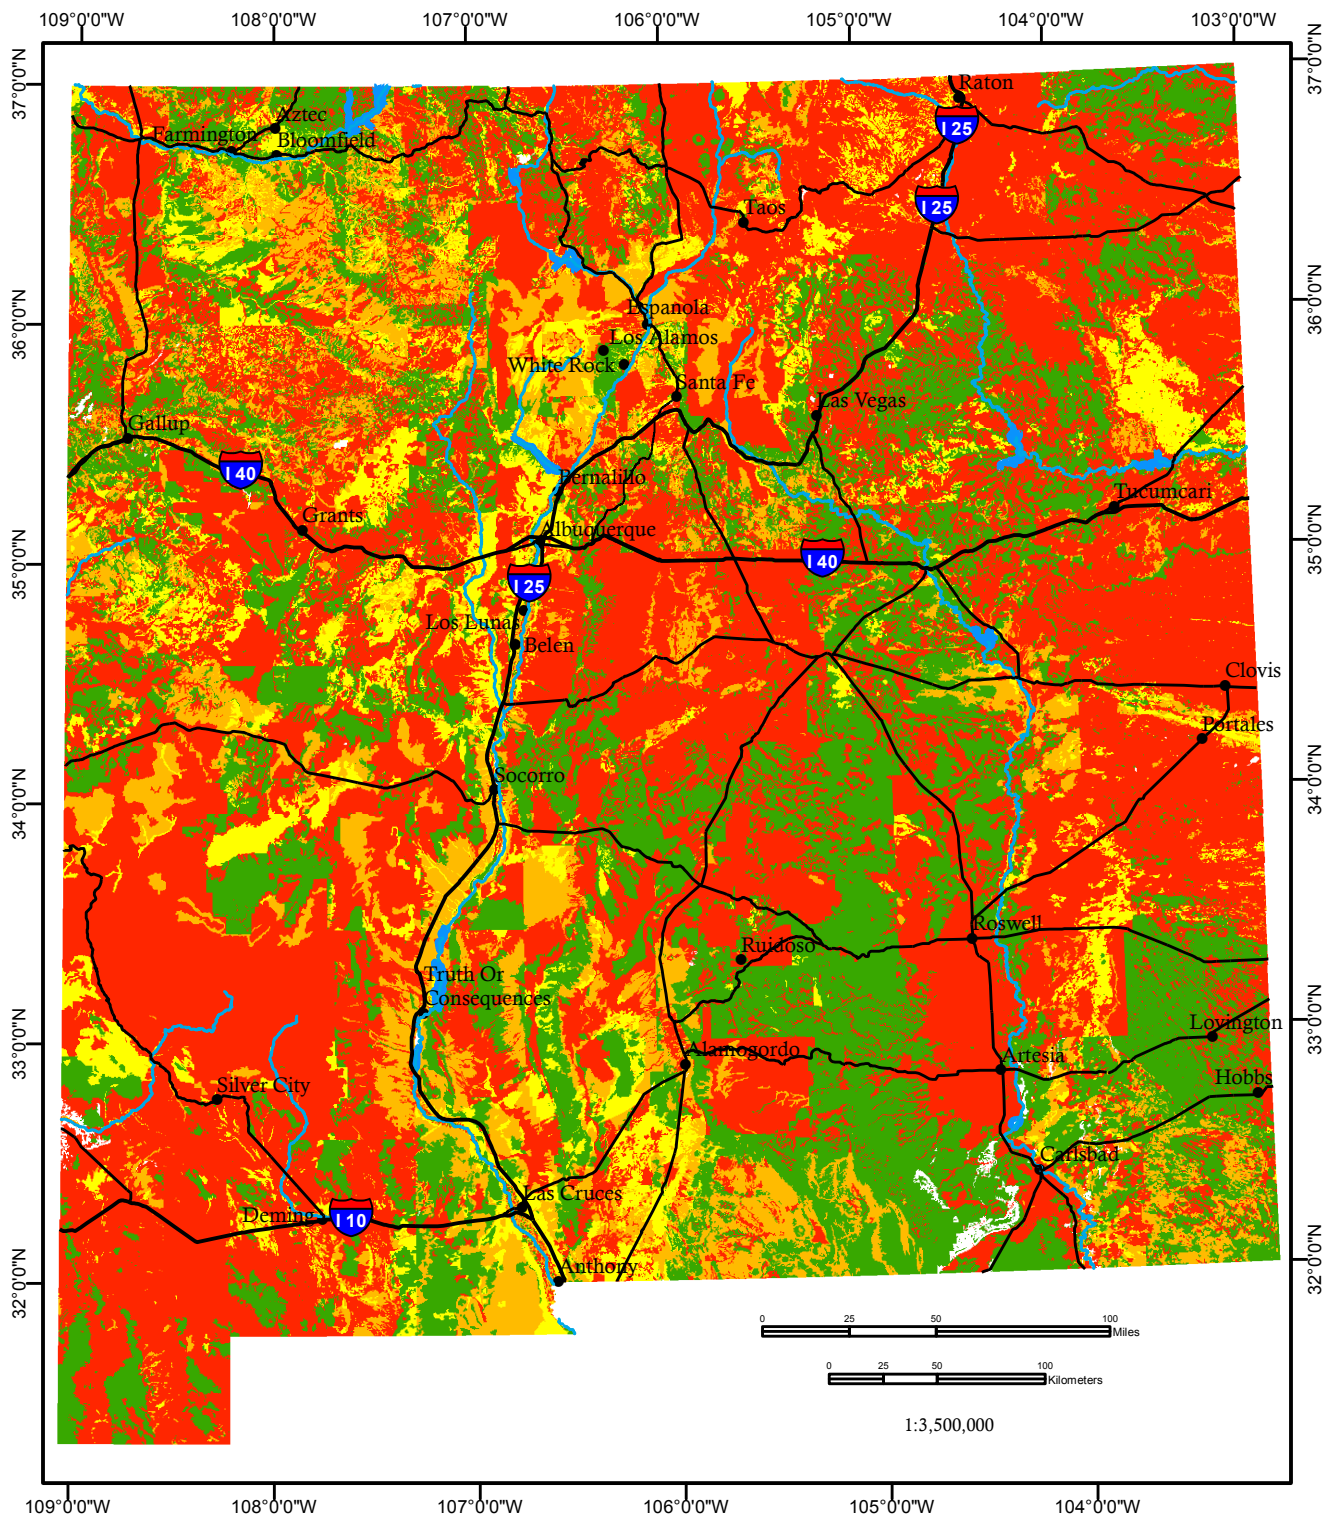 109°0'0"W 108°0'0"W 107°0'0"W 106°0'0"W 105°0'0"W 104°0'0"W 103°0'0"W
37°0'0"N
37°0'0"N
Raton
I 25
Aztec
Farmington
Bloomfield
I 25
Taos
36°0'0"N
36°0'0"N
Espanola
Los Alamos
White Rock
Santa Fe
Las Vegas
Gallup
I 40
Bernalillo
Tucumcari
Grants
Albuquerque
35°0'0"N
35°0'0"N
I 40
I 25
Los Lunas
Belen
Clovis
Portales
34°0'0"N
34°0'0"N
Socorro
Roswell
Ruidoso
Truth Or
Consequences
33°0'0"N
33°0'0"N
Lovington
Alamogordo
Artesia
Hobbs
Silver City
Carlsbad
Las Cruces
Deming
I 10
32°0'0"N
32°0'0"N
Anthony
0 25 50 100
Miles
0 25 50 100
Kilometers
1:3,500,000
109°0'0"W 108°0'0"W 107°0'0"W 106°0'0"W 105°0'0"W 104°0'0"W